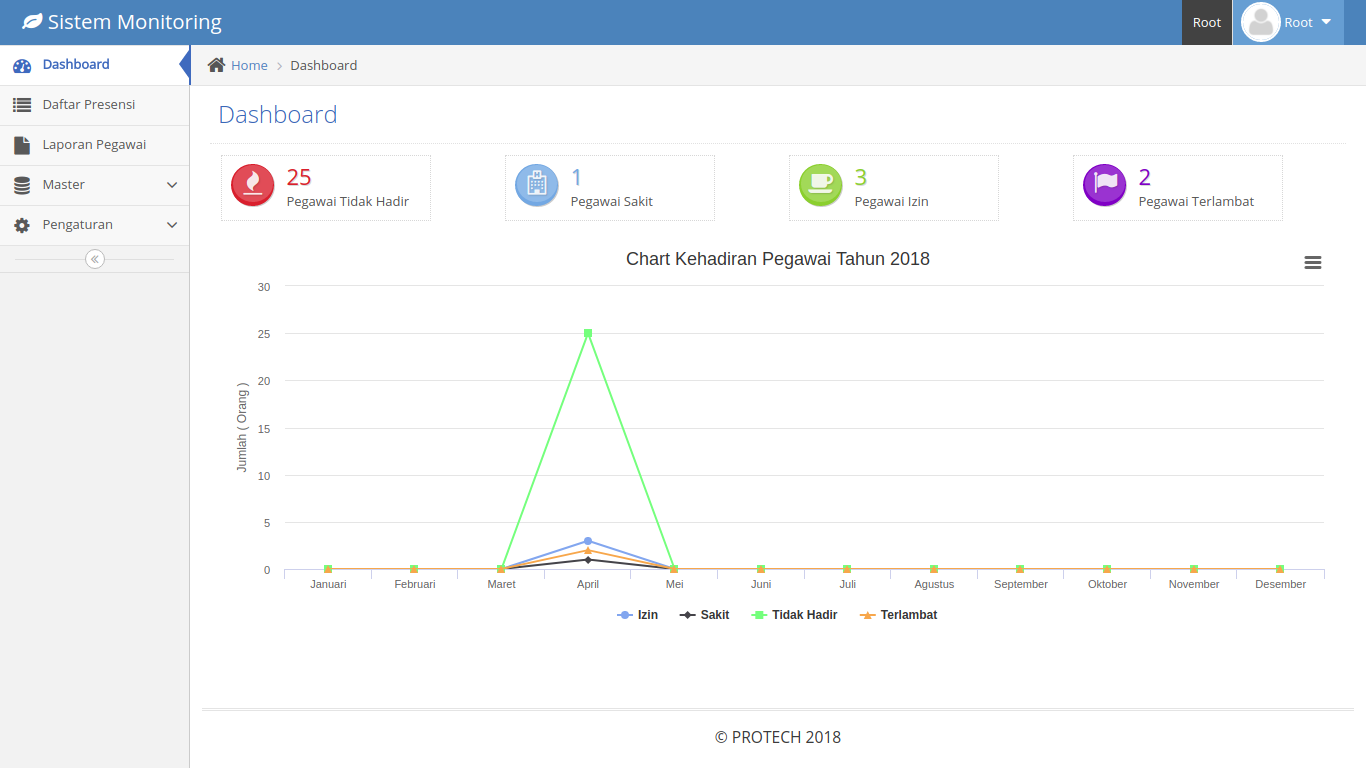 Sistem Monitoring
Root
Root
Dashboard
Daftar Presensi
Laporan Pegawai
Master
Pengaturan
Home > Dashboard
Dashboard
25
Pegawai Tidak Hadir
1
Pegawai Sakit
3
Pegawai Izin
2
Pegawai Terlambat
Chart Kehadiran Pegawai Tahun 2018
Jumlah ( Orang )
30
25
20
15
10
5
0
Januari Februari Maret April Mei Juni Juli Agustus September Oktober November Desember
Izin Sakit Tidak Hadir Terlambat
© PROTECH 2018